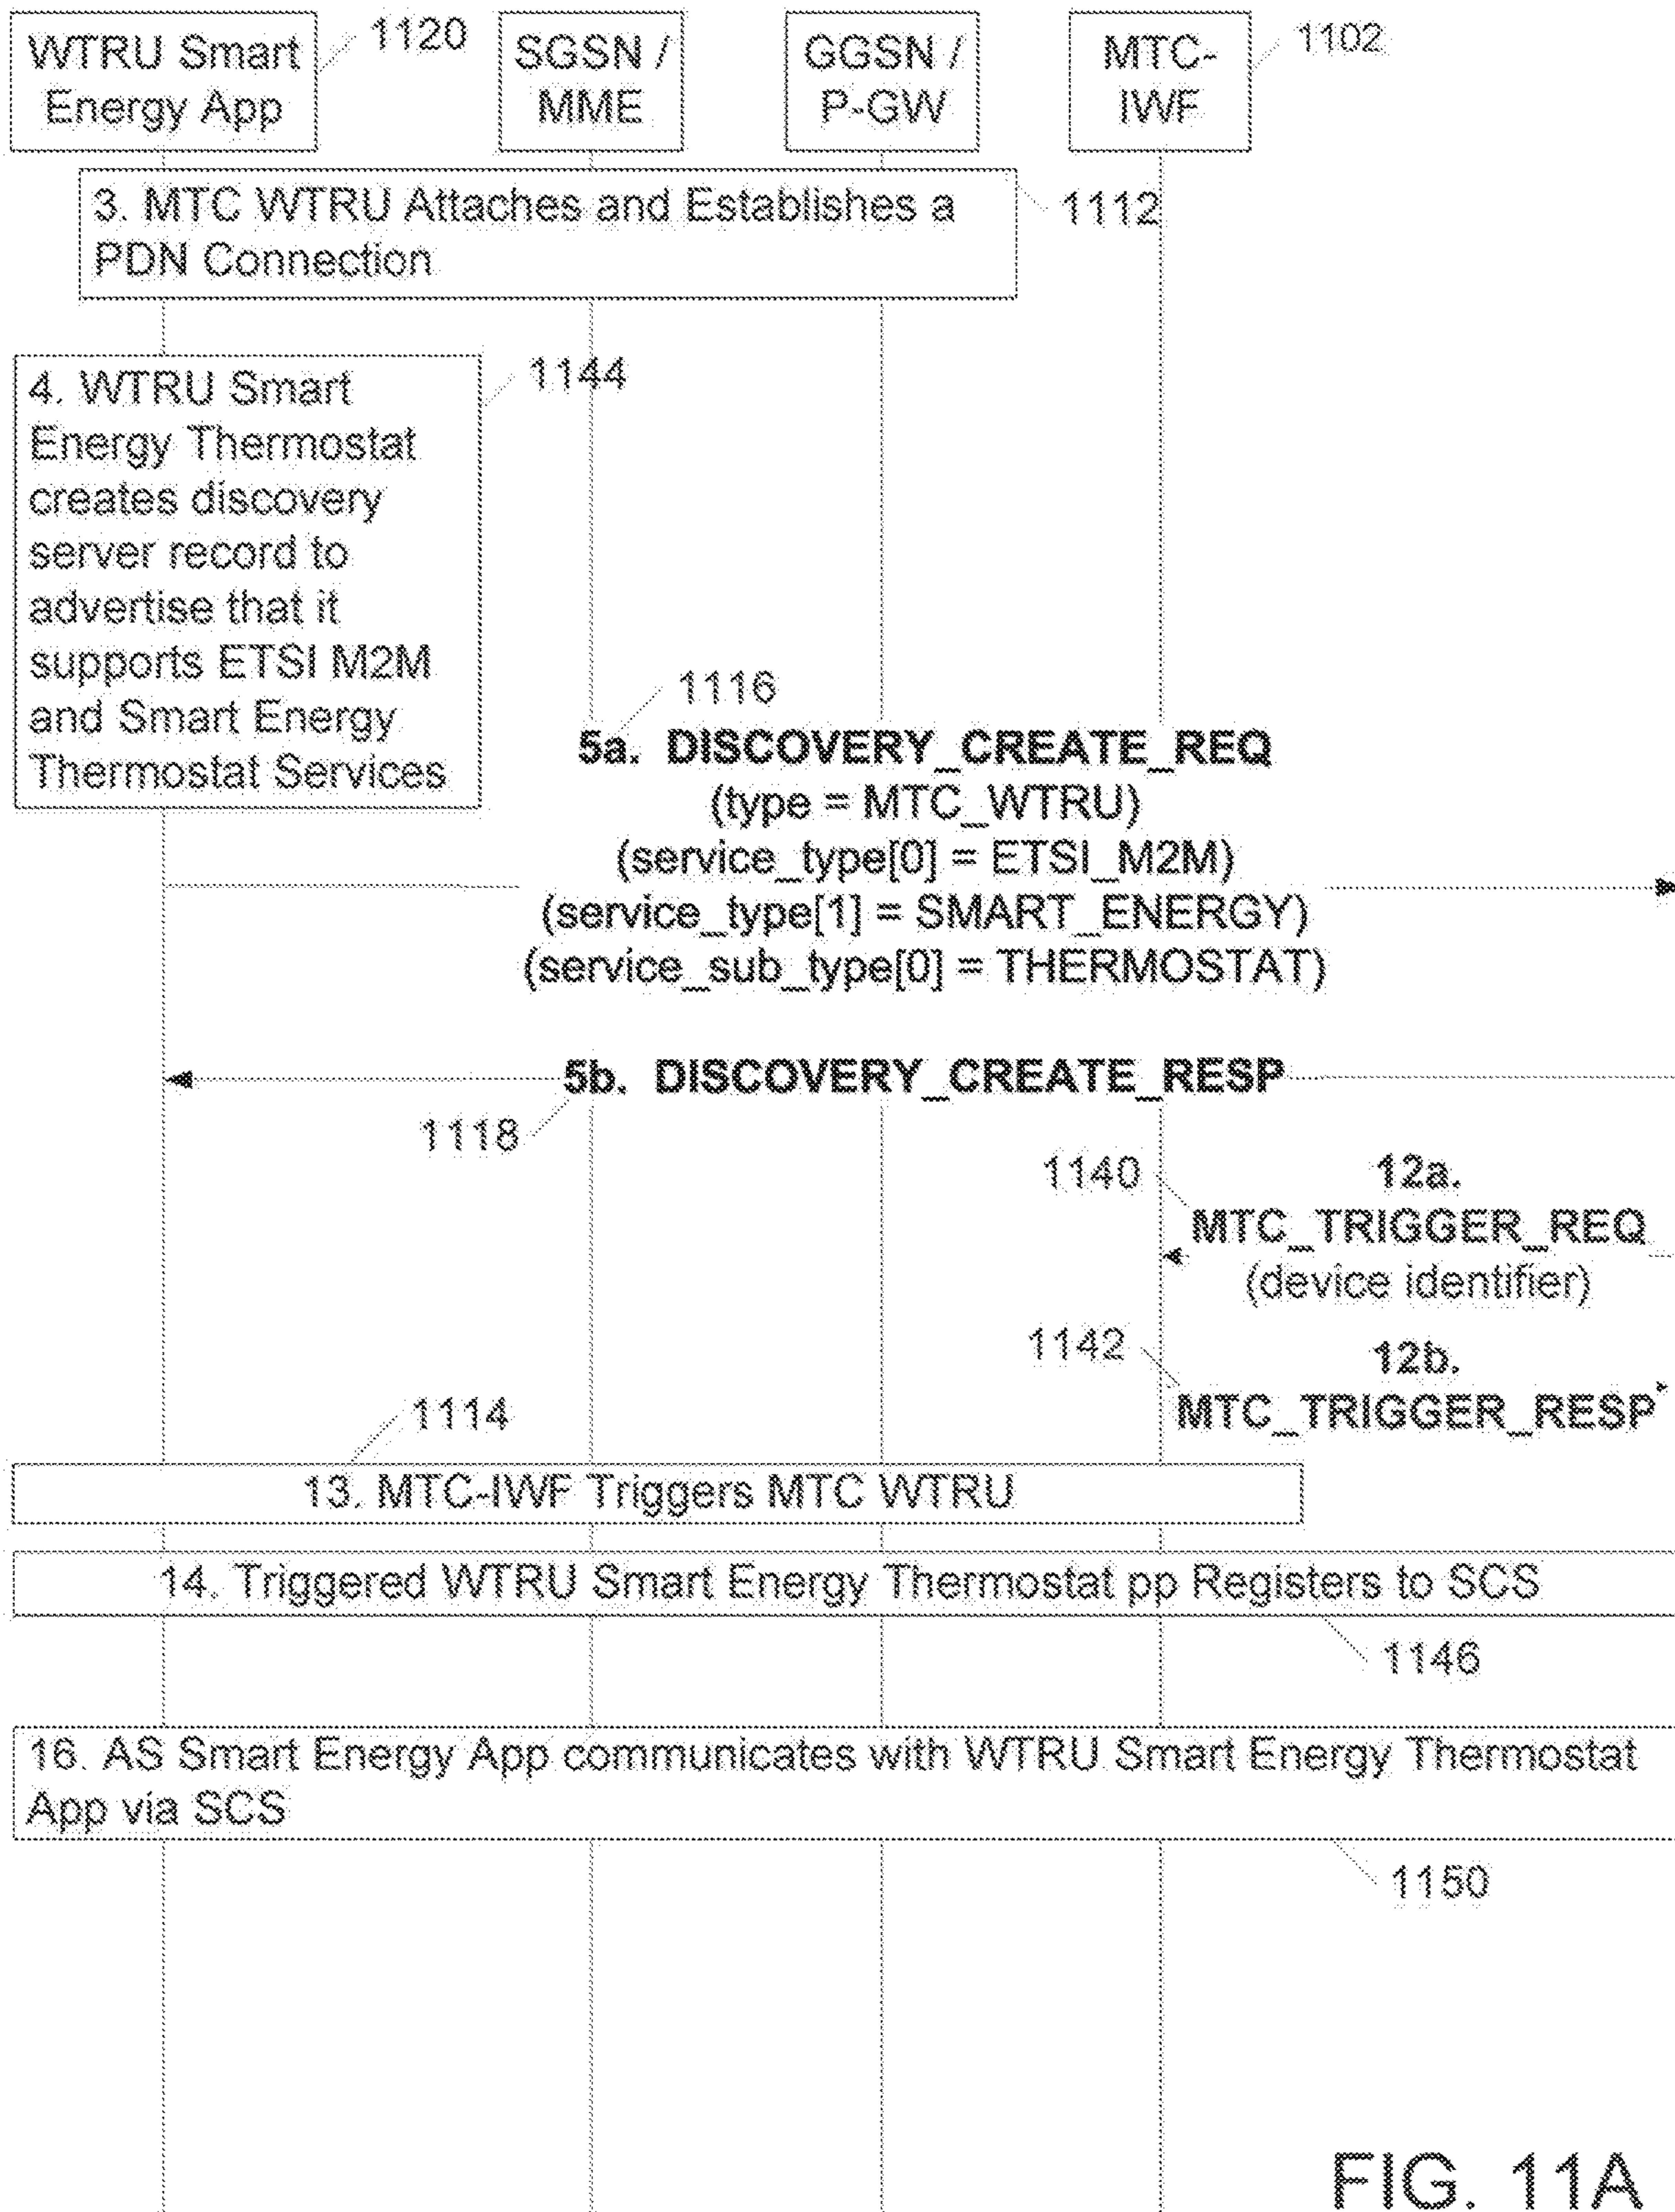 WTRU Smart
Energy App
1120
SGSN /
MME
GGSN /
P-GW
MTC-
IWF
1102
3. MTC WTRU Attaches and Establishes a
PDN Connection
1112
4. WTRU Smart
Energy Thermostat
creates discovery
server record to
advertise that it
supports ETSI M2M
and Smart Energy
Thermostat Services
1144
1116
5a. DISCOVERY_CREATE_REQ
(type = MTC_WTRU)
(service_type[0] = ETSI_M2M)
(service_type[1] = SMART_ENERGY)
(service_sub_type[0] = THERMOSTAT)
5b. DISCOVERY_CREATE_RESP
1118
1140
12a.
MTC_TRIGGER_REQ
(device identifier)
1142
12b.
MTC_TRIGGER_RESP
1114
13. MTC-IWF Triggers MTC WTRU
14. Triggered WTRU Smart Energy Thermostat pp Registers to SCS
1146
16. AS Smart Energy App communicates with WTRU Smart Energy Thermostat
App via SCS
1150
FIG. 11A